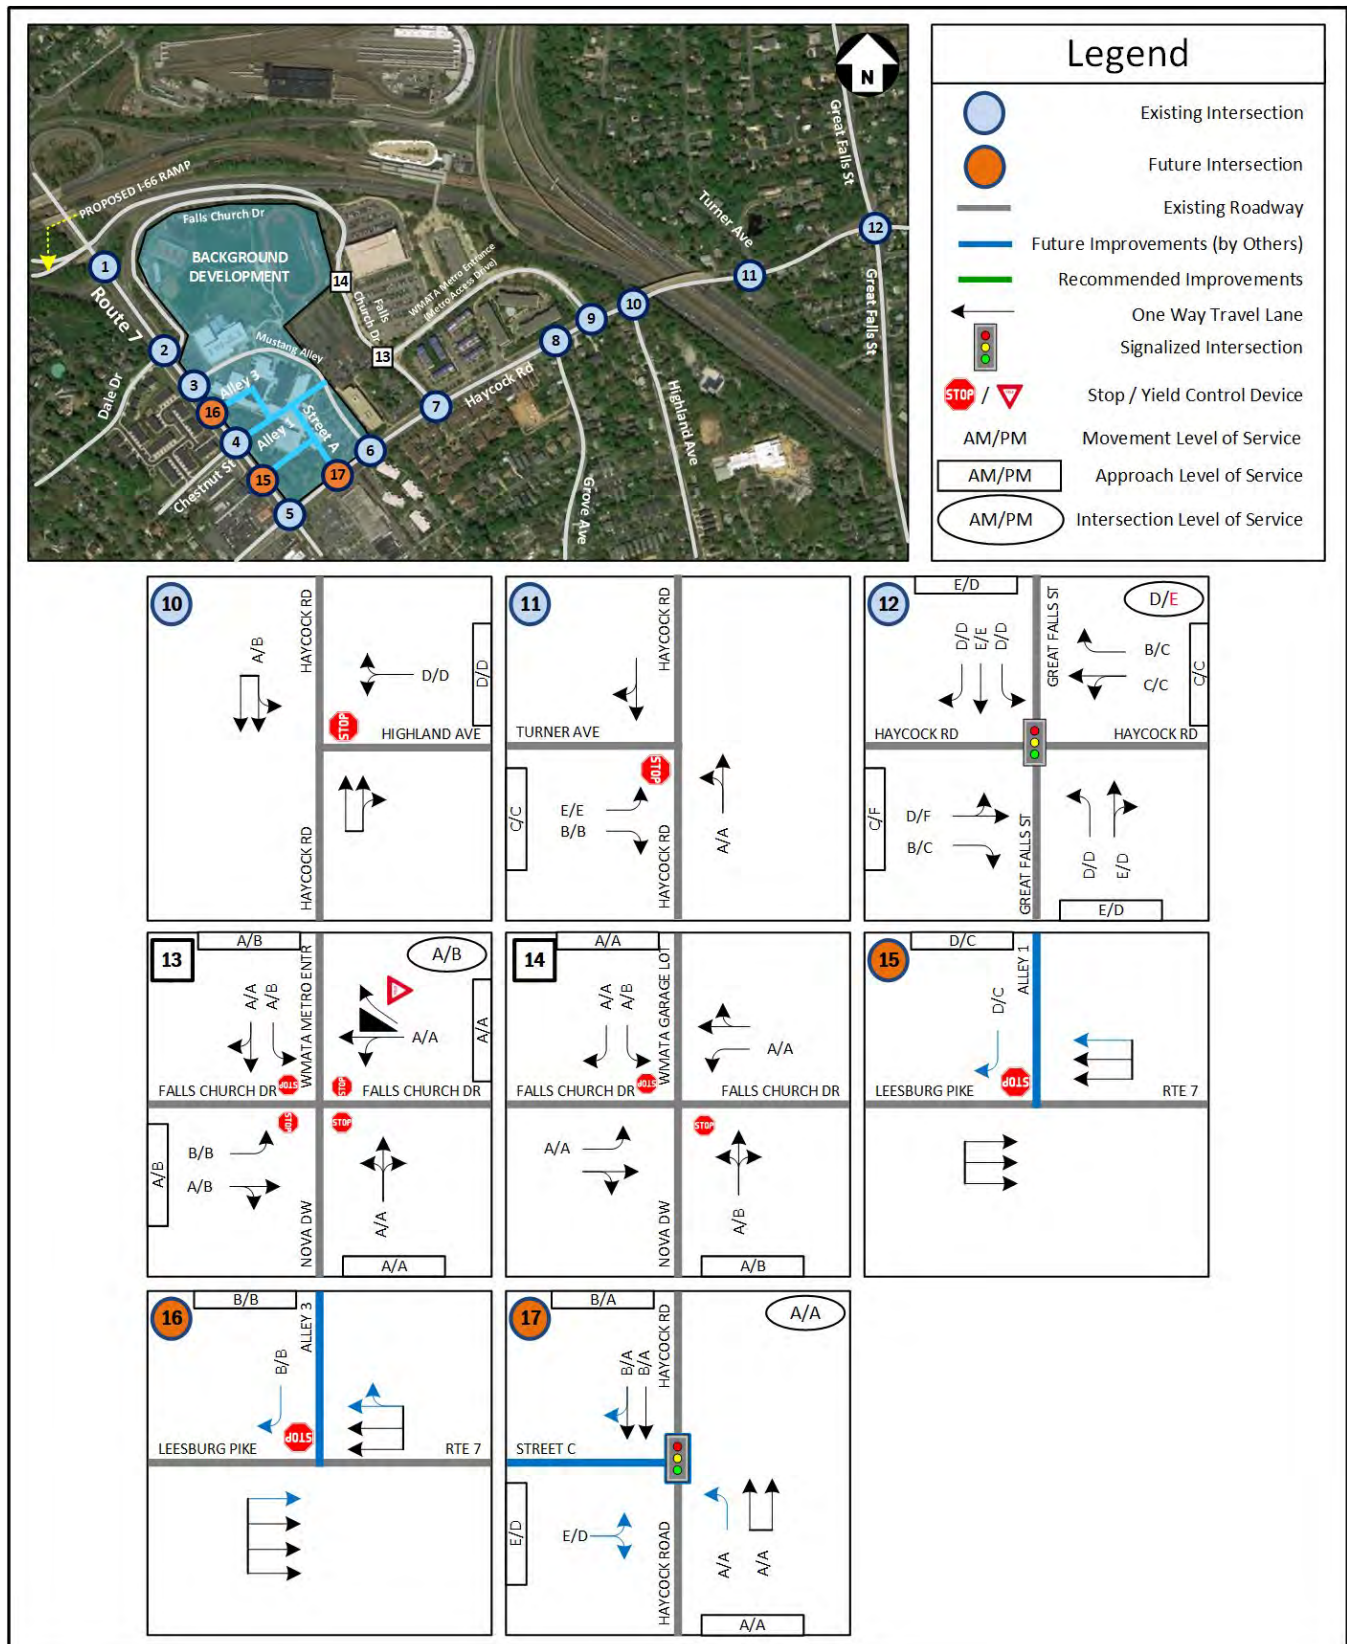 N
PROPOSED I-66 RAMP
Falls Church Dr
BACKGROUND
DEVELOPMENT
Route 7
Dale Dr
Mustang Alley
Alley 3
Alley 1
Street A
Chestnut St
Falls
Church Dr
WMATA Metro Entrance
(Metro Access Drive)
Haycock Rd
Grove Ave
Highland Ave
Turner Ave
Great Falls St
Great Falls St
1
2
3
16
4
15
5
17
6
7
13
14
8
9
10
11
12
Legend
Existing Intersection
Future Intersection
Existing Roadway
Future Improvements (by Others)
Recommended Improvements
One Way Travel Lane
Signalized Intersection
STOP / Stop / Yield Control Device
AM/PM Movement Level of Service
AM/PM Approach Level of Service
AM/PM Intersection Level of Service
10
A/B
HAYCOCK RD
D/D
D/D
STOP
HIGHLAND AVE
HAYCOCK RD
11
HAYCOCK RD
TURNER AVE
STOP
C/C
E/E
B/B
HAYCOCK RD
A/A
12
E/D
D/E
D/D
E/E
D/D
GREAT FALLS ST
B/C
C/C
C/C
HAYCOCK RD
HAYCOCK RD
C/F
D/F
B/C
GREAT FALLS ST
D/D
E/D
E/D
13
A/B
A/B
A/A
A/B
WMATA METRO ENTR
A/A
A/A
FALLS CHURCH DR
STOP
STOP
FALLS CHURCH DR
STOP
STOP
A/B
B/B
A/B
NOVA DW
A/A
A/A
14
A/A
A/A
A/B
WMATA GARAGE LOT
A/A
FALLS CHURCH DR
STOP
FALLS CHURCH DR
A/A
STOP
NOVA DW
A/B
A/B
15
D/C
D/C
ALLEY 1
LEESBURG PIKE
STOP
RTE 7
16
B/B
B/B
ALLEY 3
STOP
LEESBURG PIKE
RTE 7
17
B/A
A/A
B/A
B/A
HAYCOCK RD
STREET C
E/D
E/D
HAYCOCK ROAD
A/A
A/A
A/A